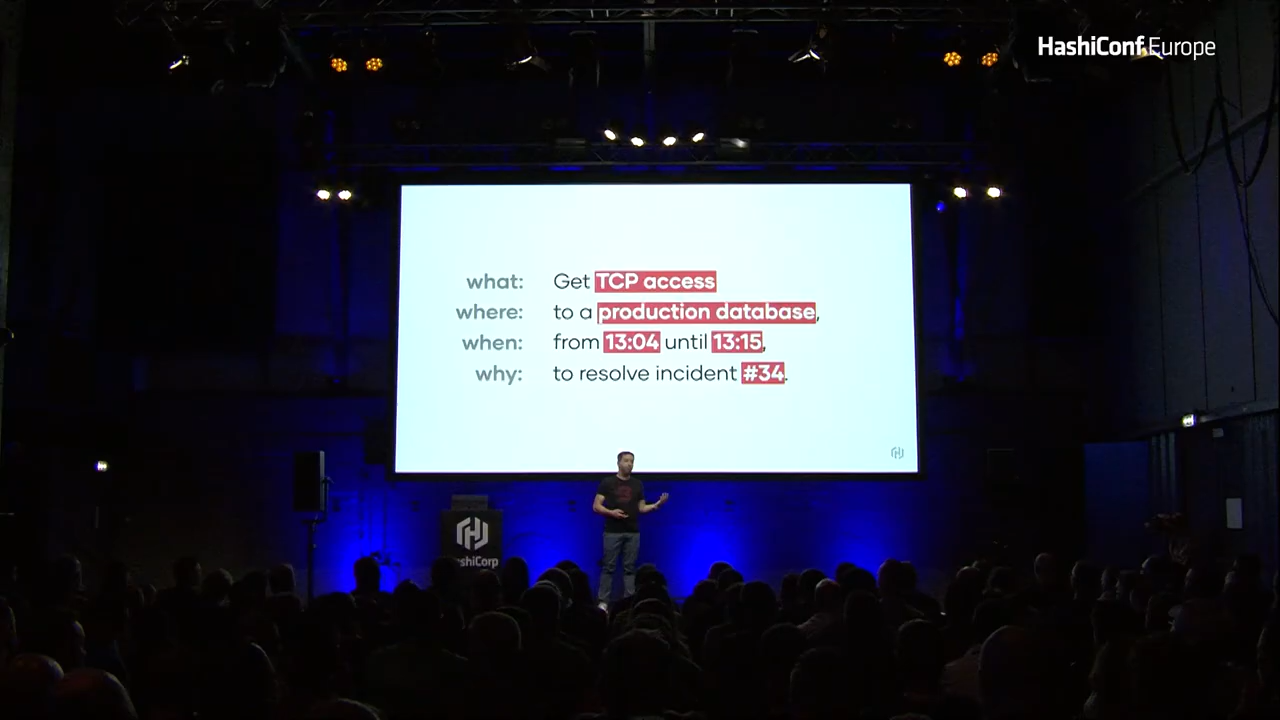 HashiConf Europe
what: Get TCP access
where: to a production database,
when: from 13:04 until 13:15,
why: to resolve incident #34.
ashiCorp